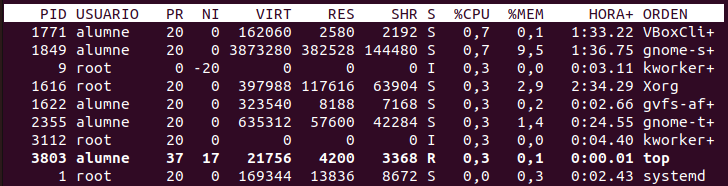 PID USUARIO PR NI VIRT RES SHR S %CPU %MEM HORA+ ORDEN
1771 alumne 20 0 162060 2580 2192 S 0,7 0,1 1:33.22 VBoxCli+
1849 alumne 20 0 3873280 382528 144480 S 0,7 9,5 1:36.75 gnome-s+
9 root 0 -20 0 0 0 I 0,3 0,0 0:03.11 kworker+
1616 root 20 0 397988 117616 63904 S 0,3 2,9 2:34.29 Xorg
1622 alumne 20 0 323540 8188 7168 S 0,3 0,2 0:02.66 gvfs-af+
2355 alumne 20 0 635312 57600 42284 S 0,3 1,4 0:24.55 gnome-t+
3112 root 20 0 0 0 0 I 0,3 0,0 0:04.40 kworker+
3803 alumne 37 17 21756 4200 3368 R 0,3 0,1 0:00.01 top
1 root 20 0 169344 13836 8672 S 0,0 0,3 0:02.43 systemd